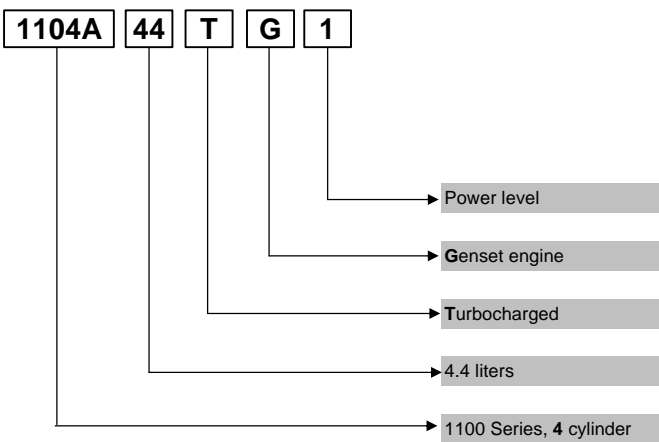 1104A 44 T G 1
Power level
Genset engine
Turbocharged
4.4 liters
1100 Series, 4 cylinder